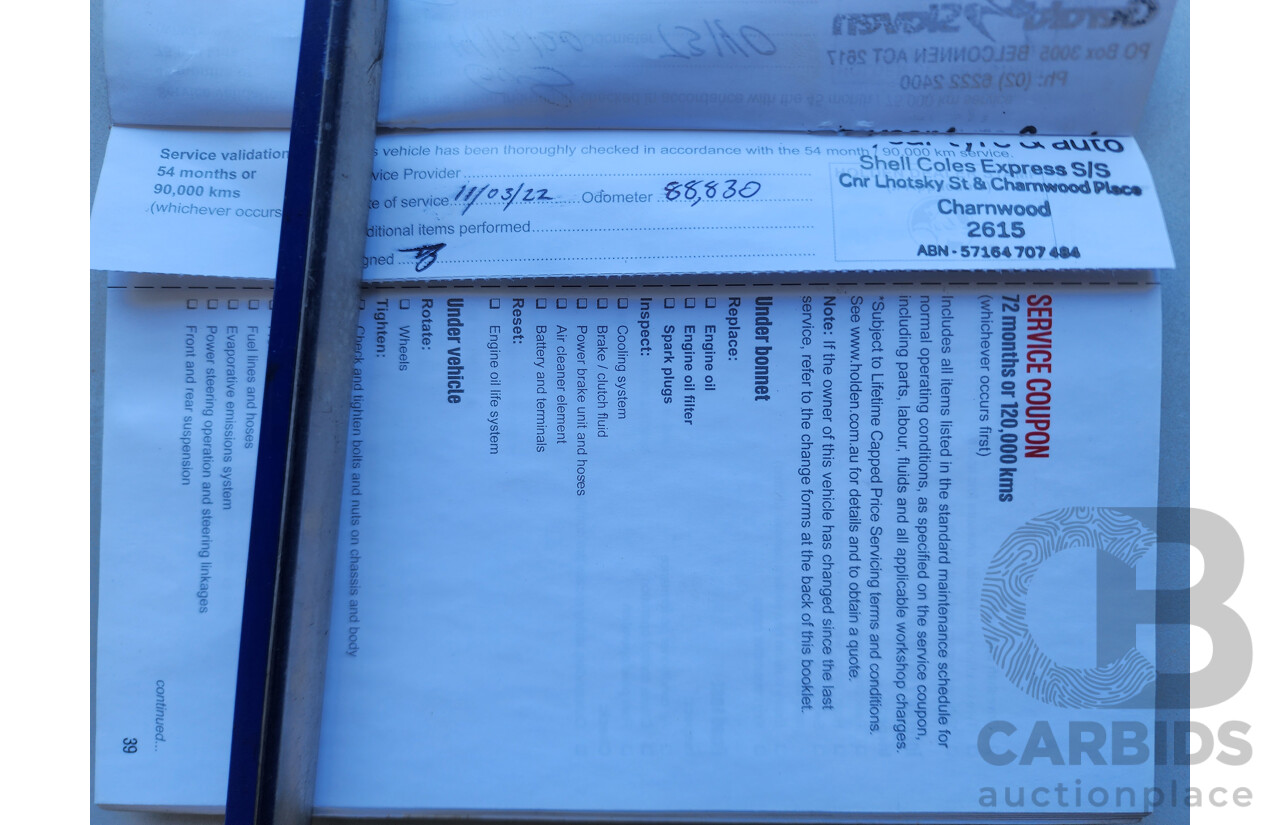 Service validation
54 months or
90,000 kms
(whichever occurs
vehicle has been thoroughly checked in accordance with the 54 month / 90,000 km service.
vice Provider
e of service 11/03/22 Odometer 88,830
ditional items performed
gned
tyre & auto
Shell Coles Express S/S
Cnr Lhotsky St & Charnwood Place
Charnwood
2615
ABN - 57164 707 484
PO Box 3005 BELCONNEN ACT 2617
Ph: (02) 6222 2400
SERVICE COUPON
72 months or 120,000 kms
(whichever occurs first)
Includes all items listed in the standard maintenance schedule for
normal operating conditions, as specified on the service coupon,
including parts, labour, fluids and all applicable workshop charges.
*Subject to Lifetime Capped Price Servicing terms and conditions.
See www.holden.com.au for details and to obtain a quote.
Note: If the owner of this vehicle has changed since the last
service, refer to the change forms at the back of this booklet.
Under bonnet
Replace:
Engine oil
Engine oil filter
Spark plugs
Inspect:
Cooling system
Brake / clutch fluid
Power brake unit and hoses
Air cleaner element
Battery and terminals
Reset:
Engine oil life system
Under vehicle
Rotate:
Wheels
Tighten:
Check and tighten bolts and nuts on chassis and body
Fuel lines and hoses
Evaporative emissions system
Power steering operation and steering linkages
Front and rear suspension
continued...
39
CARBIDS
auctionplace